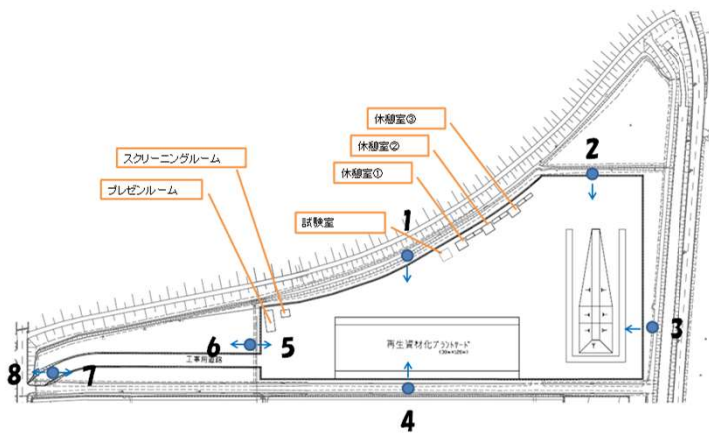 休憩室③
休憩室②
スクリーニングルーム
休憩室①
プレゼンルーム
試験室
1
2
3
6
5
再生資材化プラントヤード
工事用道路
8
7
4